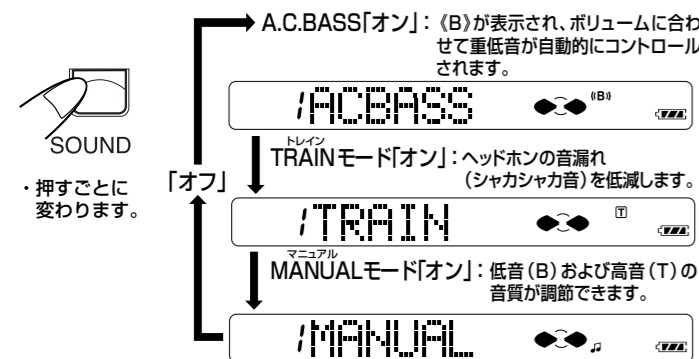 A.C.BASS「オン」：《B》が表示され、ボリュームに合わ
せて重低音が自動的にコントロール
されます。
/ACBASS
《B》
SOUND
・押すごとに
変わります。
「オフ」
トレイン
TRAINモード「オン」：ヘッドホンの音漏れ
（シャカシャカ音）を低減します。
/TRAIN
T
マニュアル
MANUALモード「オン」：低音（B）および高音（T）の
音質が調節できます。
/MANUAL